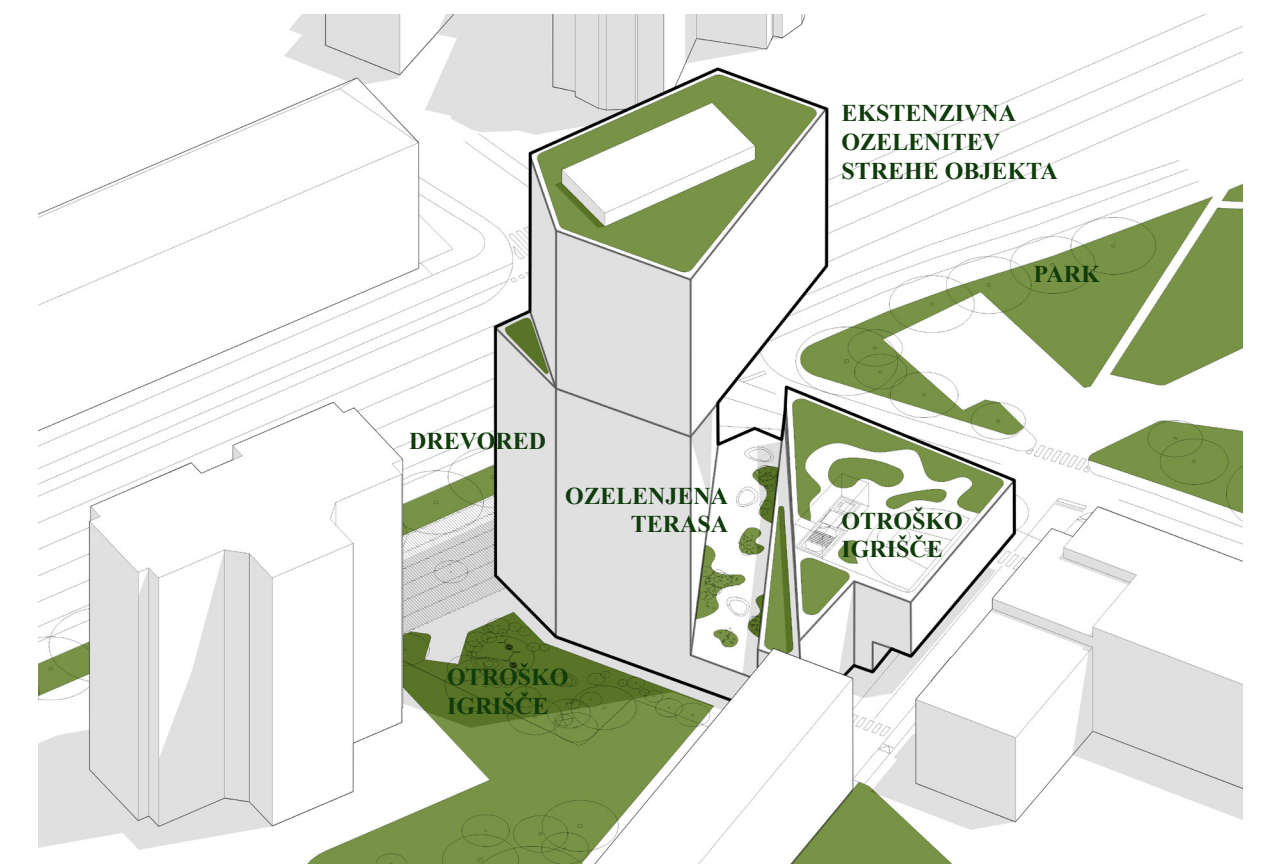 EKSTENZIVNA
OZELENITEV
STREHE OBJEKTA
PARK
DREVORED
OZELENJENA
TERASA
OTROŠKO
IGRIŠČE
OTROŠKO
IGRIŠČE